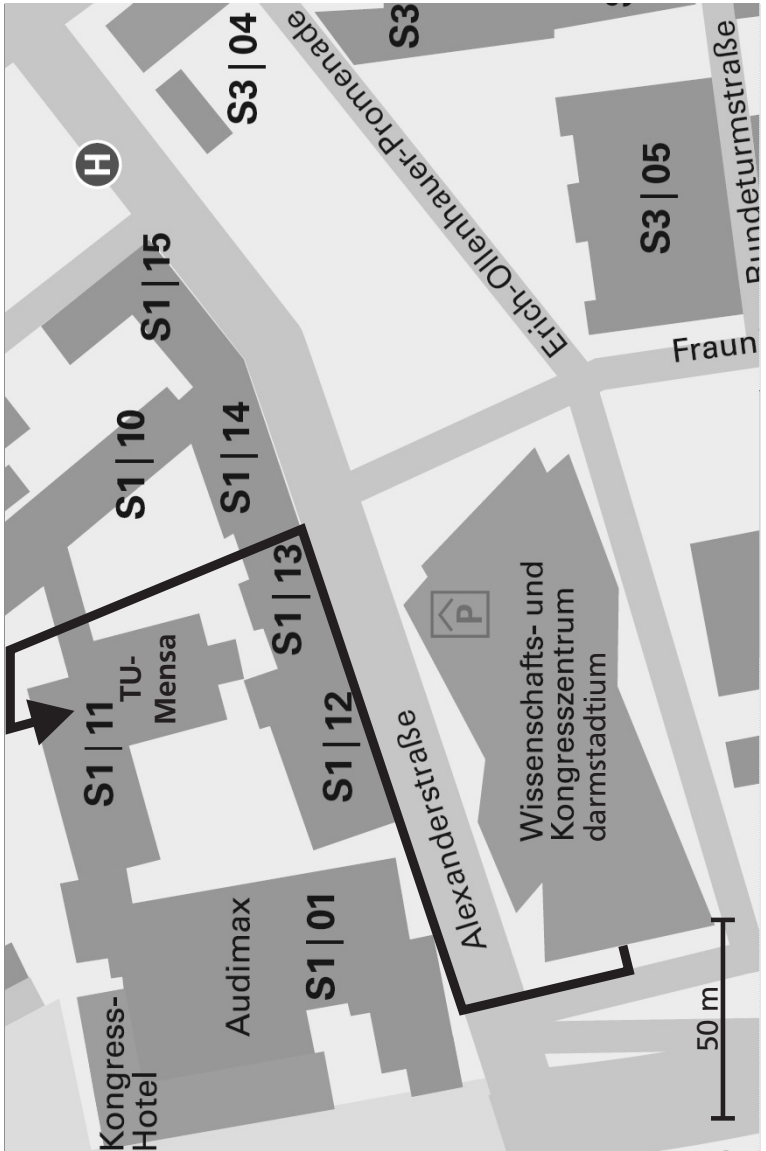 Kongress-
Hotel
S1|11
TU-
Mensa
S1|10
H
S1|15
S3|04
Audimax
S1|01
S1|12
S1|13
S1|14
S3
Alexanderstraße
Erich-Ollenhauer-Promenade
P
Wissenschafts- und
Kongresszentrum
darmstadtium
S3|05
Fraun
Rundeturmstraße
50 m